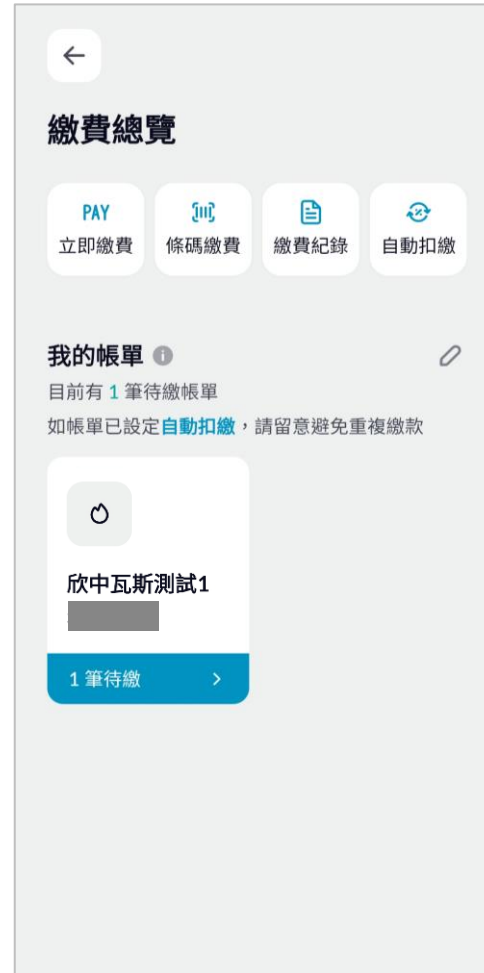 繳費總覽
PAY
立即繳費
條碼繳費
繳費紀錄
自動扣繳
我的帳單
目前有 1 筆待繳帳單
如帳單已設定自動扣繳，請留意避免重複繳款
欣中瓦斯測試1
1 筆待繳